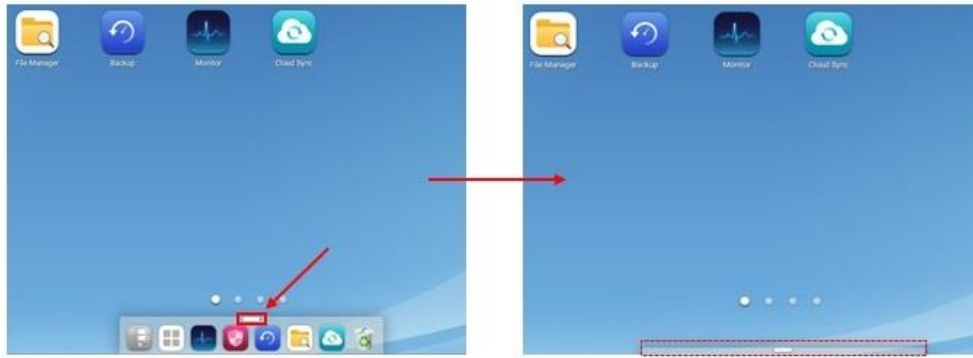 File Manager
Backup
Monitor
Cloud Sync
File Manager
Backup
Monitor
Cloud Sync